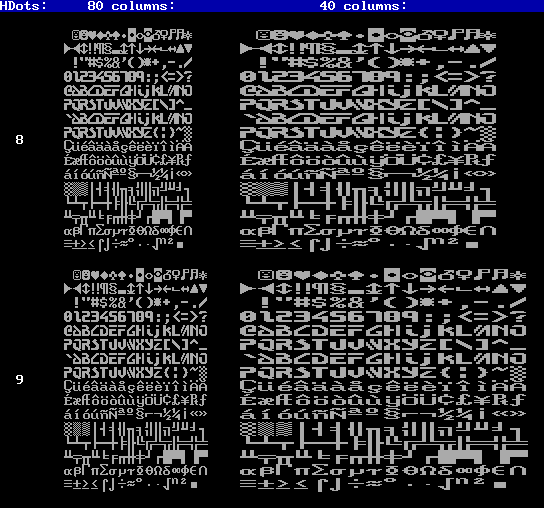 HDots: 80 columns: 40 columns:
☺☻♥♦♣♠•◘○◙♂♀♪♫☼ ☺☻♥♦♣♠•◘○◙♂♀♪♫☼
►◄↕‼¶§▬↨↑↓→←∟↔▲▼ ►◄↕‼¶§▬↨↑↓→←∟↔▲▼
!"#$%&'()*+,-./ !"#$%&'()*+,-./
0123456789:;<=>? 0123456789:;<=>?
@ABCDEFGHijKLMNO @ABCDEFGHijKLMNO
PQRSTUVWXYZ[\]^_ PQRSTUVWXYZ[\]^_
`ABCDEFGHijKLMNO `ABCDEFGHijKLMNO
8
PQRSTUVWXYZ{¦}~▒ PQRSTUVWXYZ{¦}~▒
ÇüéâäàåçêëèïîìÄÅ ÇüéâäàåçêëèïîìÄÅ
ÉæÆôöòûùÿÖÜ¢£¥₧ƒ ÉæÆôöòûùÿÖÜ¢£¥₧ƒ
áíóúñÑªº¿⌐¬½¼¡«» áíóúñÑªº¿⌐¬½¼¡«»
░▒▓│┤╡╢╖╕╣║╗╝╜╛┐ ░▒▓│┤╡╢╖╕╣║╗╝╜╛┐
└┴┬├─┼╞╟╚╔╩╦╠═╬╧ └┴┬├─┼╞╟╚╔╩╦╠═╬╧
╨╤╥╙╘╒╓╫╪┘┌█▄▌▐▀ ╨╤╥╙╘╒╓╫╪┘┌█▄▌▐▀
αßΓπΣσµτΦΘΩδ∞φε∩ αßΓπΣσµτΦΘΩδ∞φε∩
≡±≥≤⌠⌡÷≈°∙·√ⁿ²■ ≡±≥≤⌠⌡÷≈°∙·√ⁿ²■
☺☻♥♦♣♠•◘○◙♂♀♪♫☼ ☺☻♥♦♣♠•◘○◙♂♀♪♫☼
►◄↕‼¶§▬↨↑↓→←∟↔▲▼ ►◄↕‼¶§▬↨↑↓→←∟↔▲▼
!"#$%&'()*+,-./ !"#$%&'()*+,-./
0123456789:;<=>? 0123456789:;<=>?
@ABCDEFGHijKLMNO @ABCDEFGHijKLMNO
PQRSTUVWXYZ[\]^_ PQRSTUVWXYZ[\]^_
`ABCDEFGHijKLMNO `ABCDEFGHijKLMNO
9
PQRSTUVWXYZ{¦}~▒ PQRSTUVWXYZ{¦}~▒
ÇüéâäàåçêëèïîìÄÅ ÇüéâäàåçêëèïîìÄÅ
ÉæÆôöòûùÿÖÜ¢£¥₧ƒ ÉæÆôöòûùÿÖÜ¢£¥₧ƒ
áíóúñÑªº¿⌐¬½¼¡«» áíóúñÑªº¿⌐¬½¼¡«»
░▒▓│┤╡╢╖╕╣║╗╝╜╛┐ ░▒▓│┤╡╢╖╕╣║╗╝╜╛┐
└┴┬├─┼╞╟╚╔╩╦╠═╬╧ └┴┬├─┼╞╟╚╔╩╦╠═╬╧
╨╤╥╙╘╒╓╫╪┘┌█▄▌▐▀ ╨╤╥╙╘╒╓╫╪┘┌█▄▌▐▀
αßΓπΣσµτΦΘΩδ∞φε∩ αßΓπΣσµτΦΘΩδ∞φε∩
≡±≥≤⌠⌡÷≈°∙·√ⁿ²■ ≡±≥≤⌠⌡÷≈°∙·√ⁿ²■